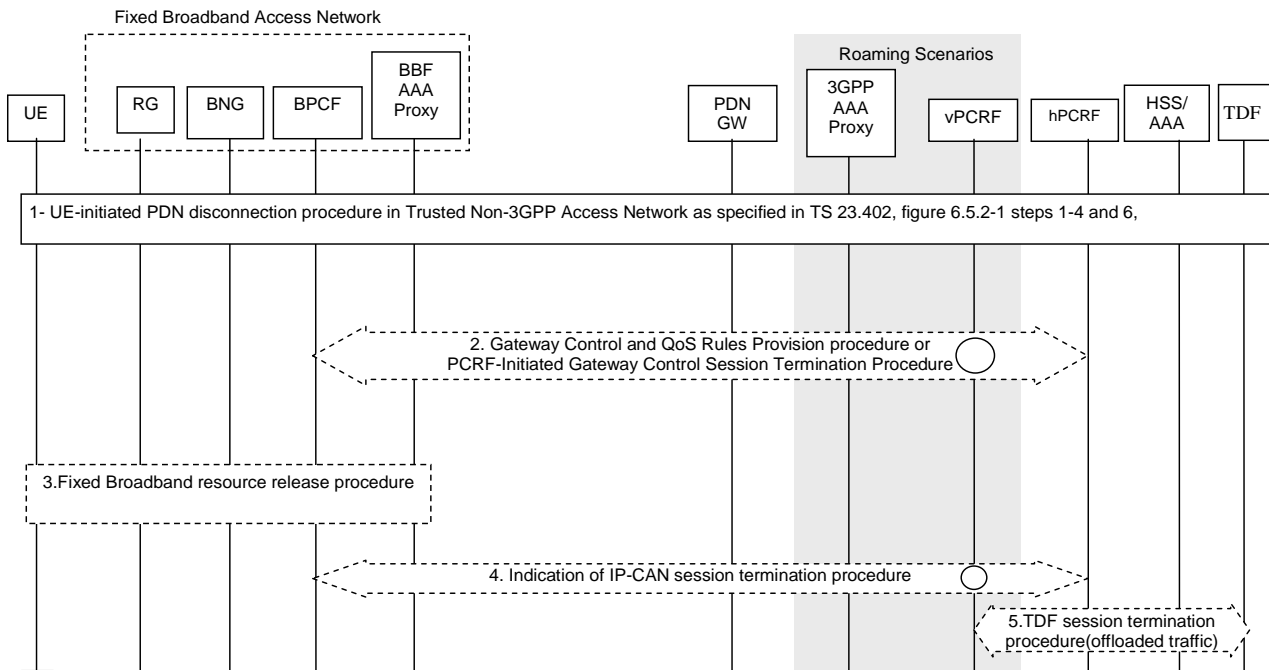 Fixed Broadband Access Network
Roaming Scenarios
UE
RG
BNG
BPCF
BBF
AAA
Proxy
PDN
GW
3GPP
AAA
Proxy
vPCRF
hPCRF
HSS/
AAA
TDF
1- UE-initiated PDN disconnection procedure in Trusted Non-3GPP Access Network as specified in TS 23.402, figure 6.5.2-1 steps 1-4 and 6,
2. Gateway Control and QoS Rules Provision procedure or
PCRF-Initiated Gateway Control Session Termination Procedure
3.Fixed Broadband resource release procedure
4. Indication of IP-CAN session termination procedure
5.TDF session termination
procedure(offloaded traffic)